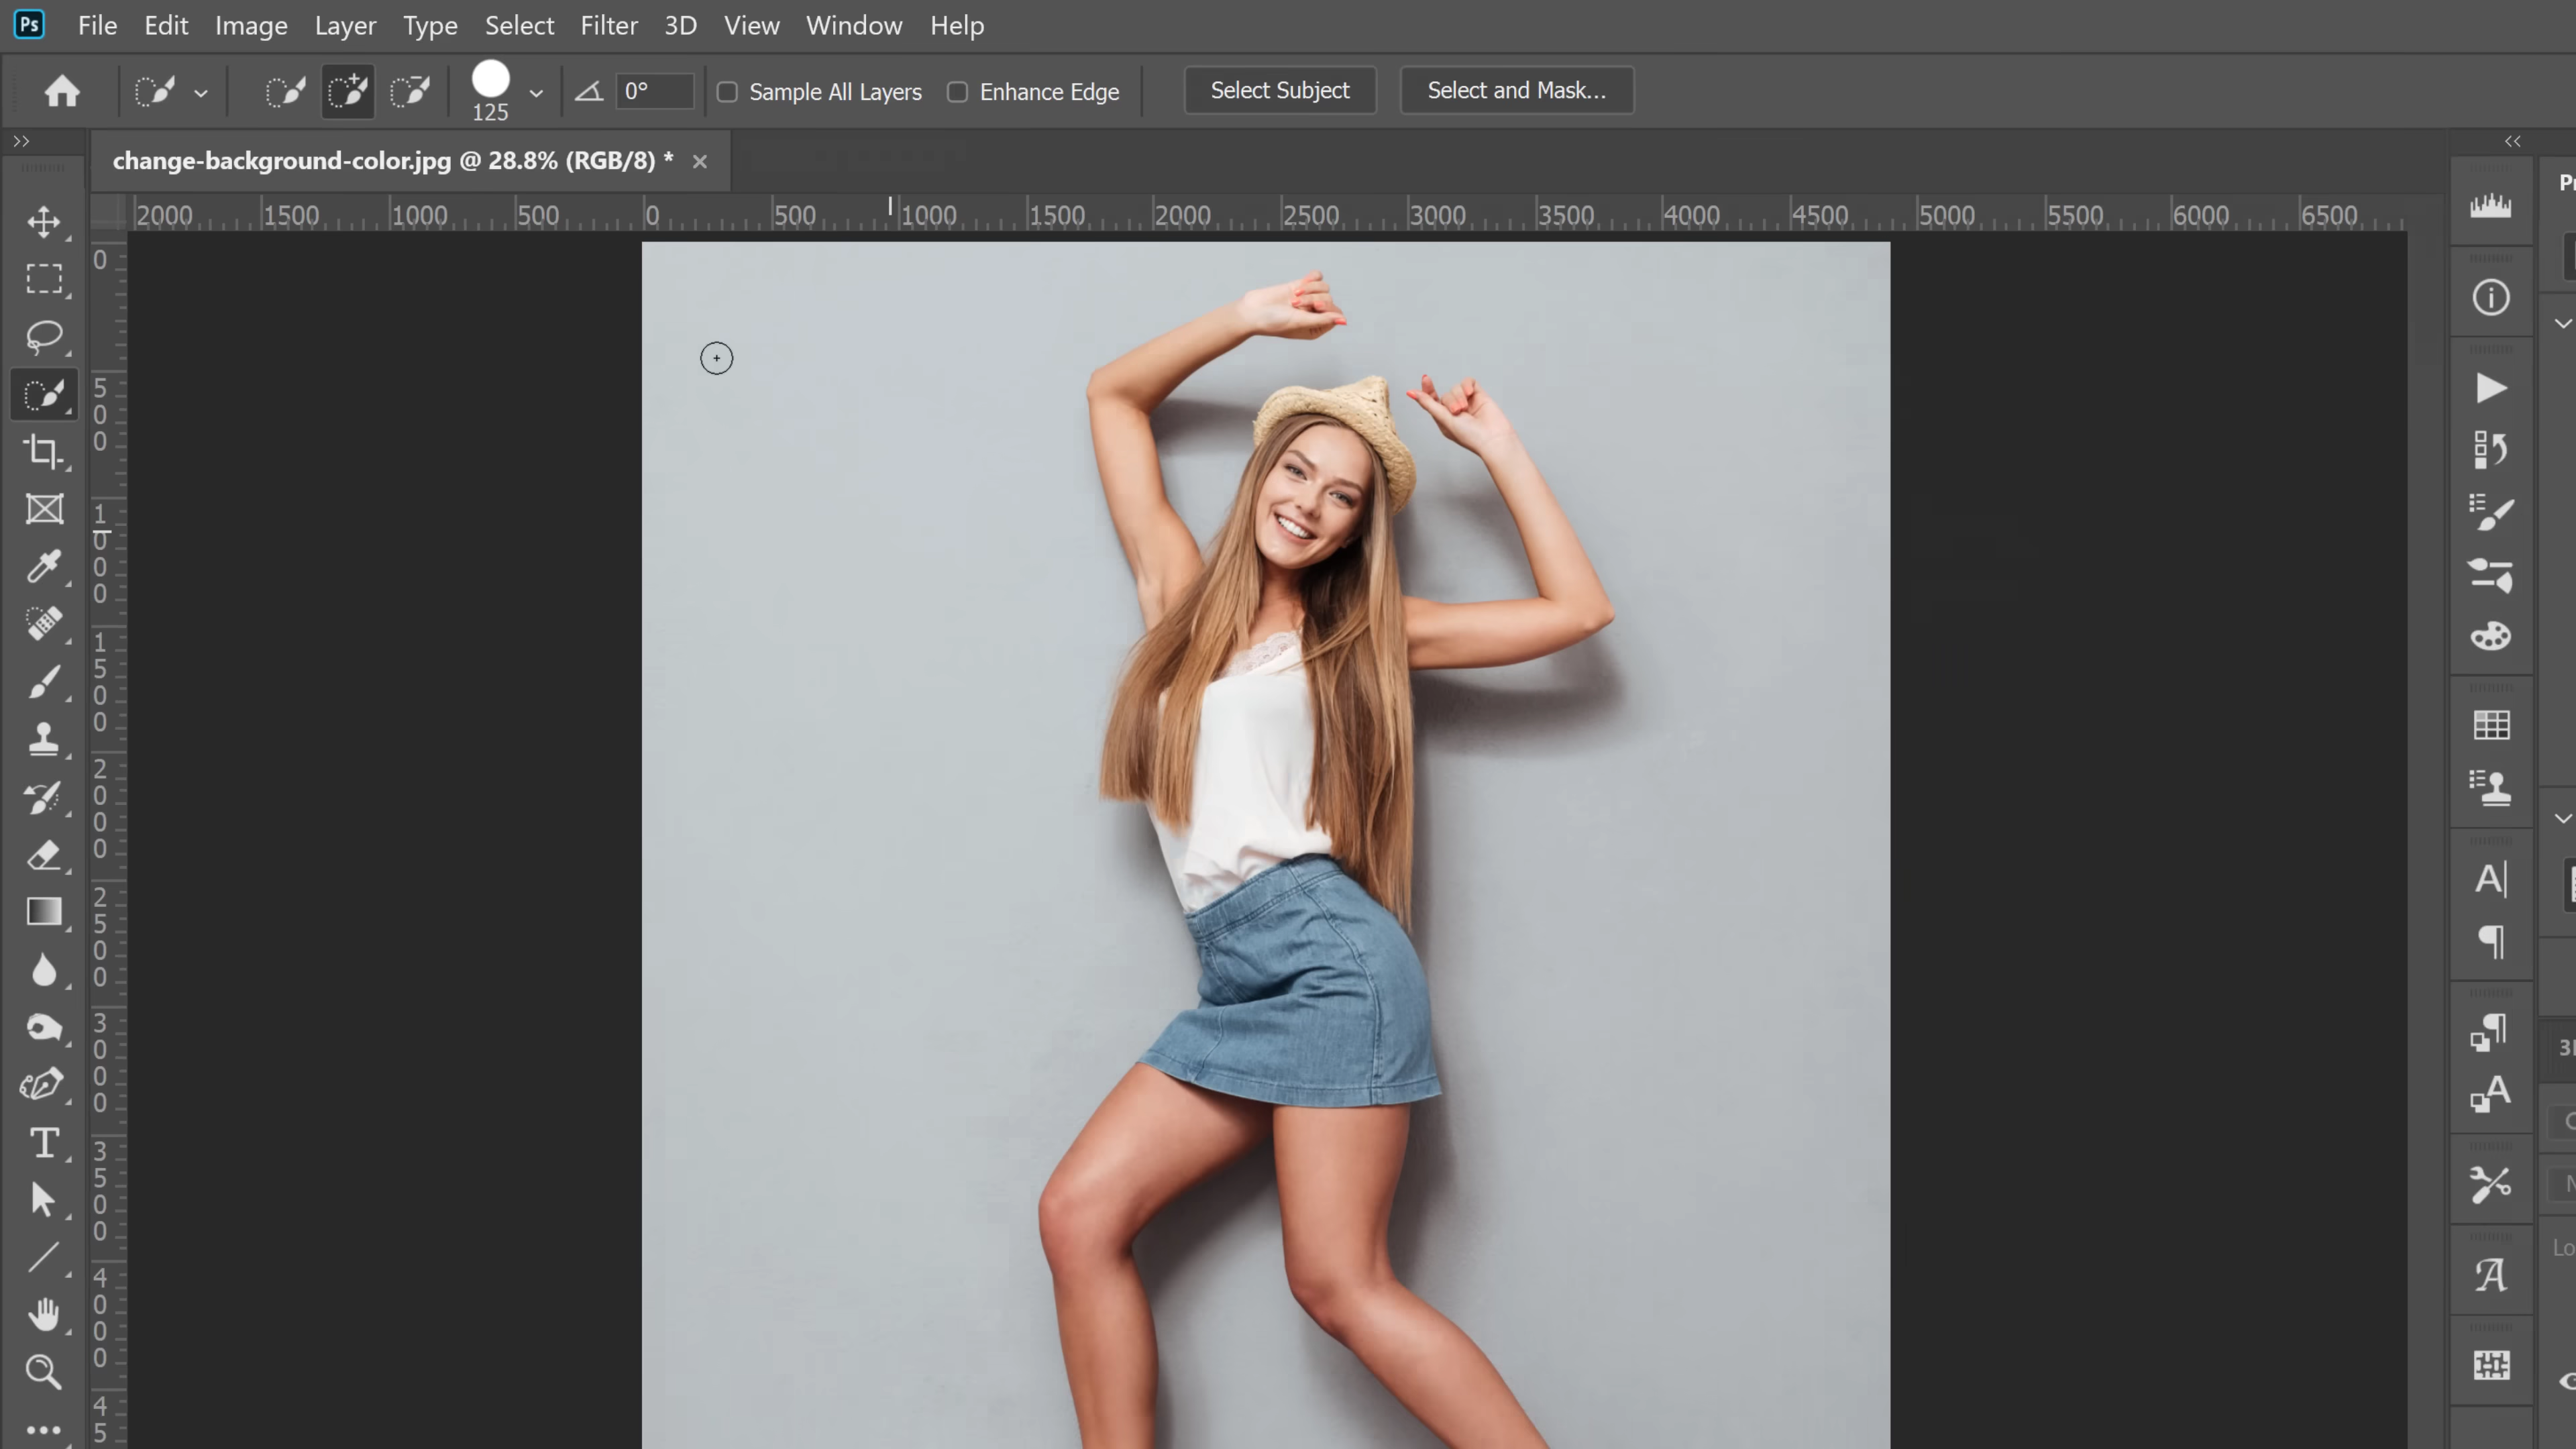 Ps File Edit Image Layer Type Select Filter 3D View Window Help
125 0° Sample All Layers Enhance Edge Select Subject Select and Mask...
change-background-color.jpg @ 28.8% (RGB/8) * ×
2000 1500 1000 500 0 500 1000 1500 2000 2500 3000 3500 4000 4500 5000 5500 6000 6500
0
500
1000
1500
2000
2500
3000
3500
4000
45